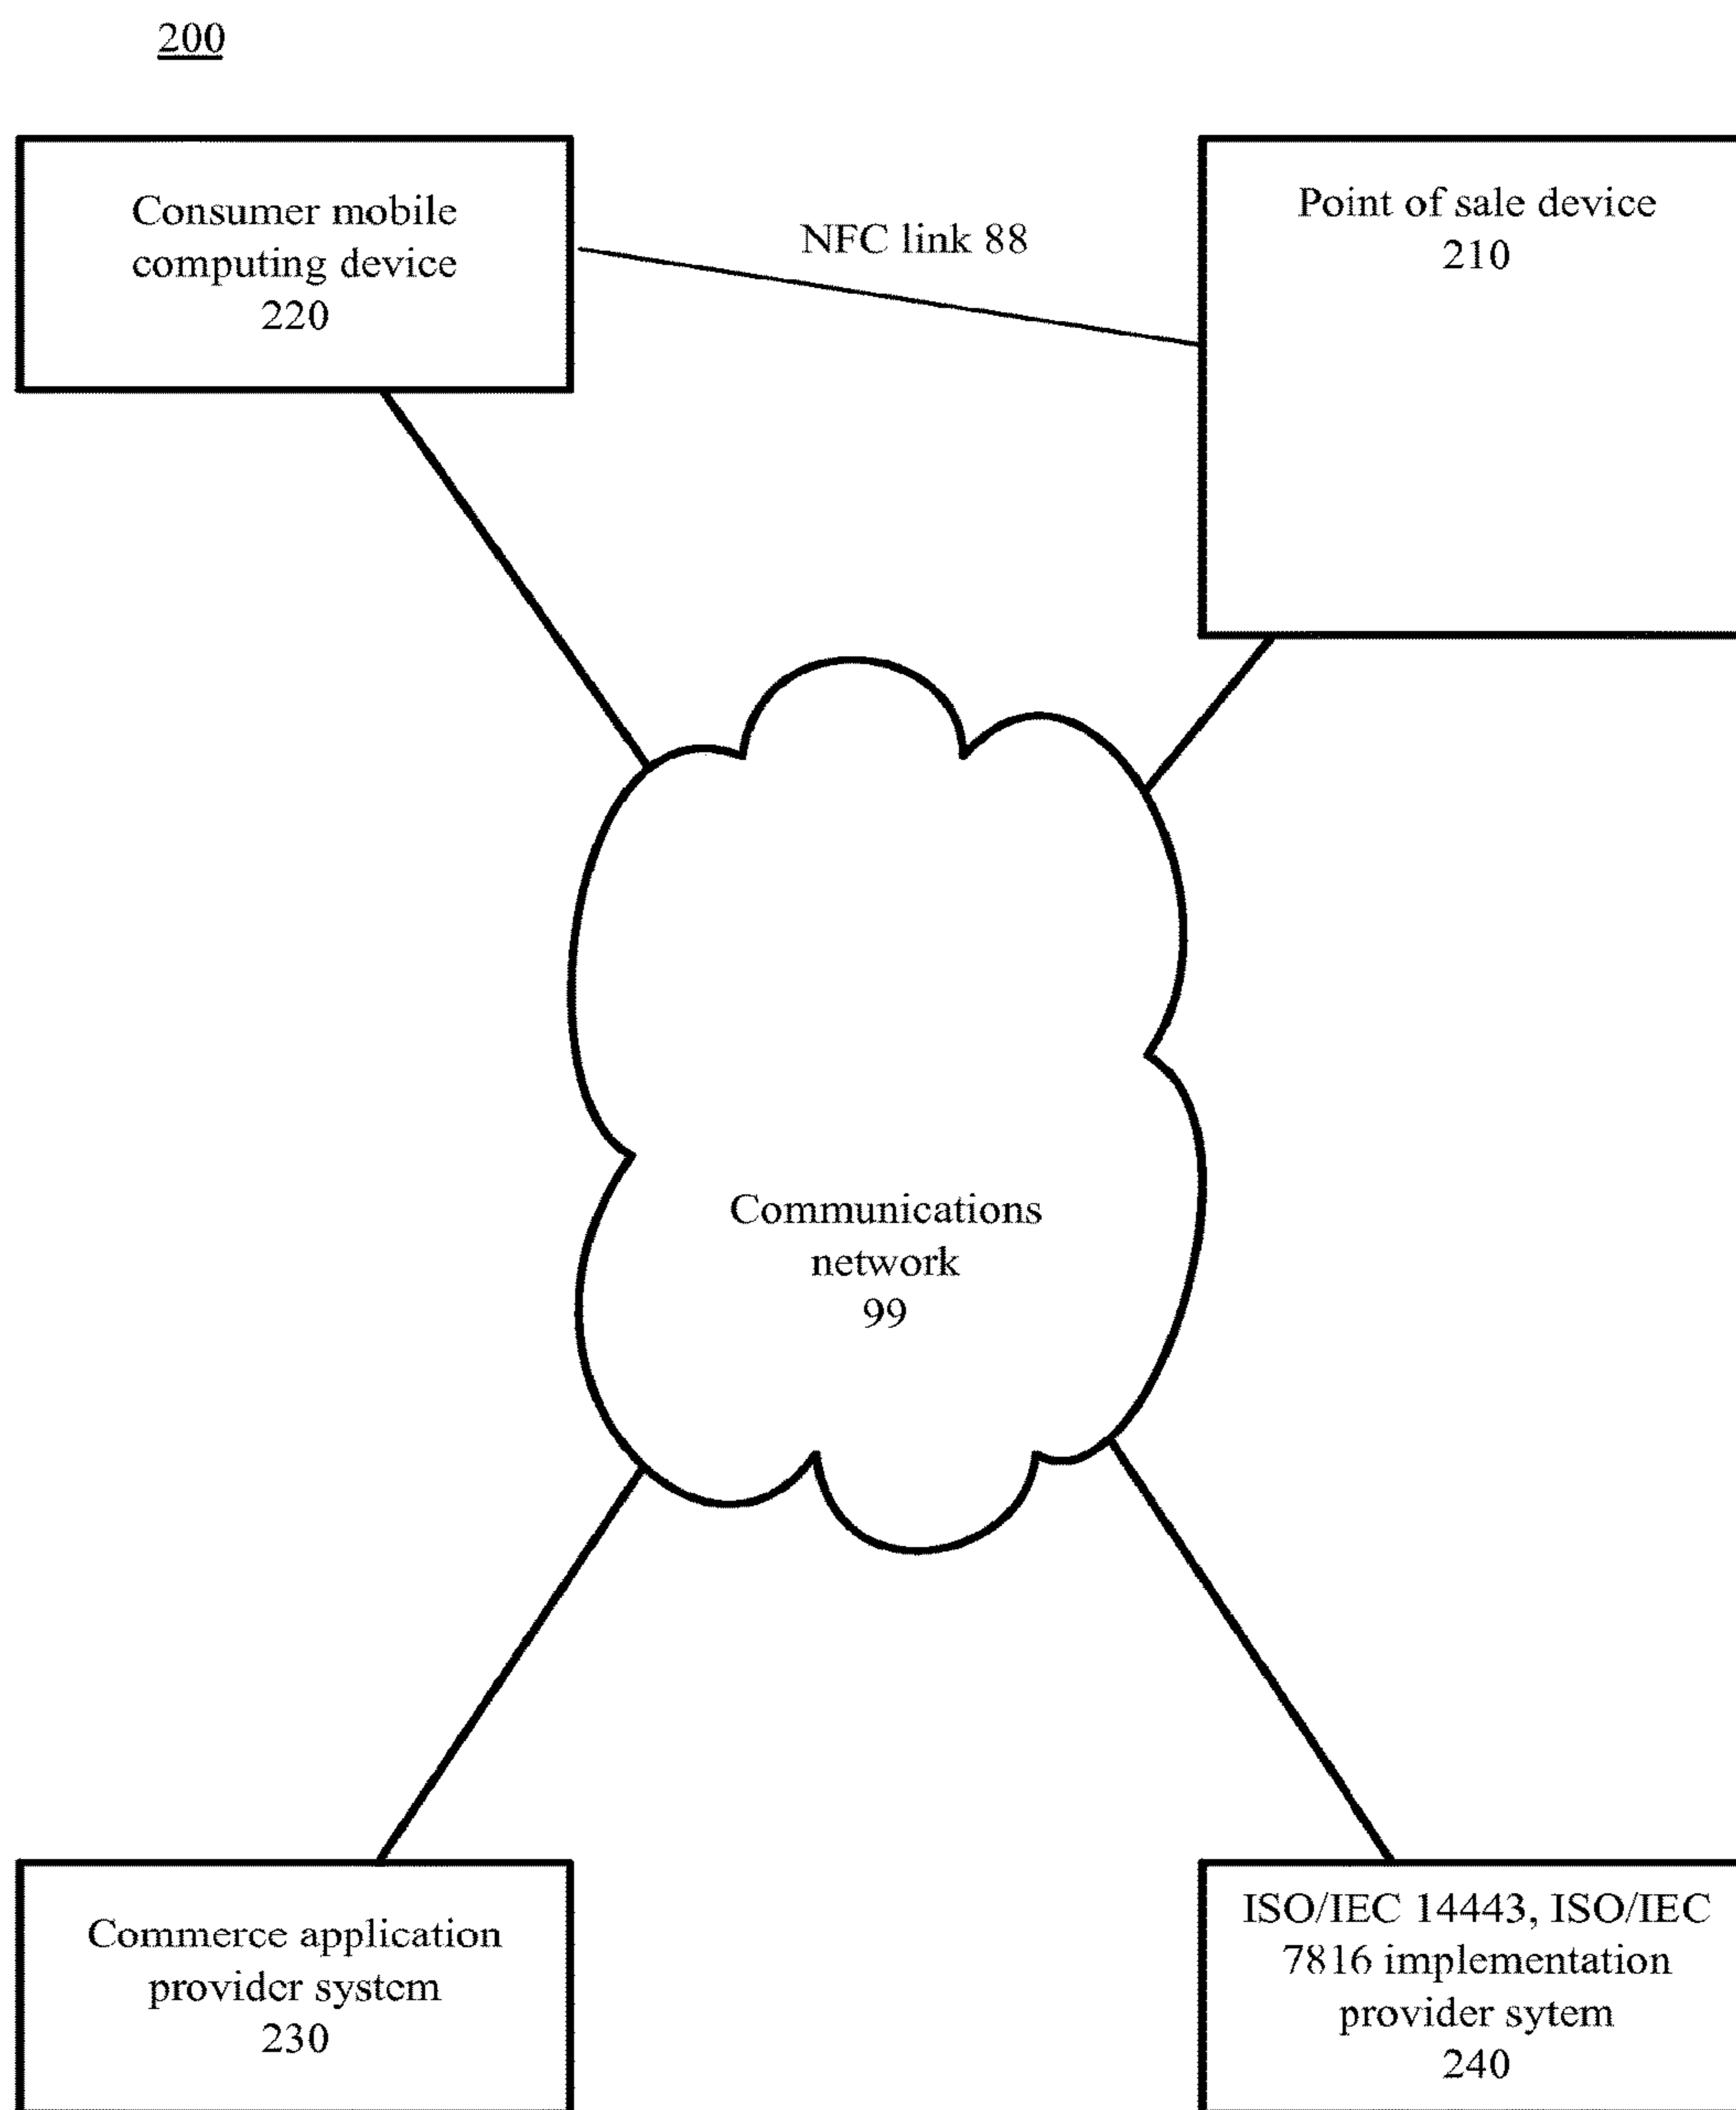 200
Consumer mobile
computing device
220
NFC link 88
Point of sale device
210
Communications
network
99
Commerce application
provider system
230
ISO/IEC 14443, ISO/IEC
7816 implementation
provider sytem
240